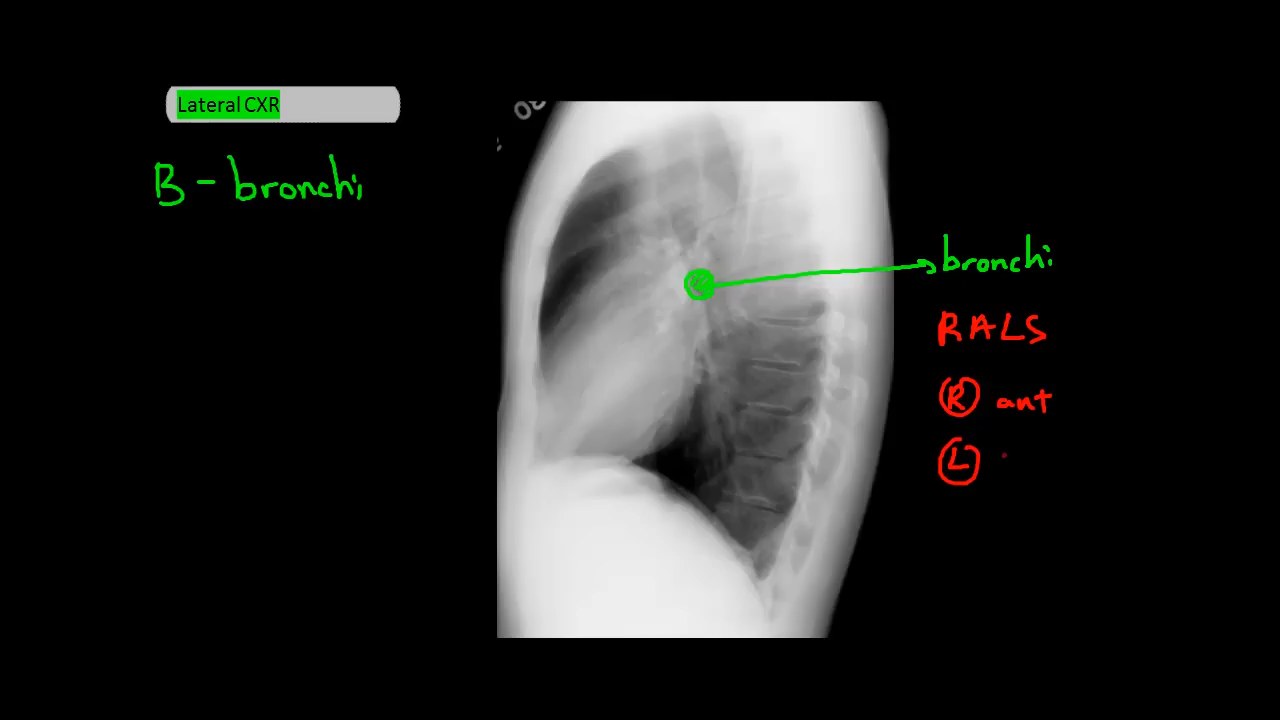 Lateral CXR
B - bronchi
bronchi
RALS
R ant
L